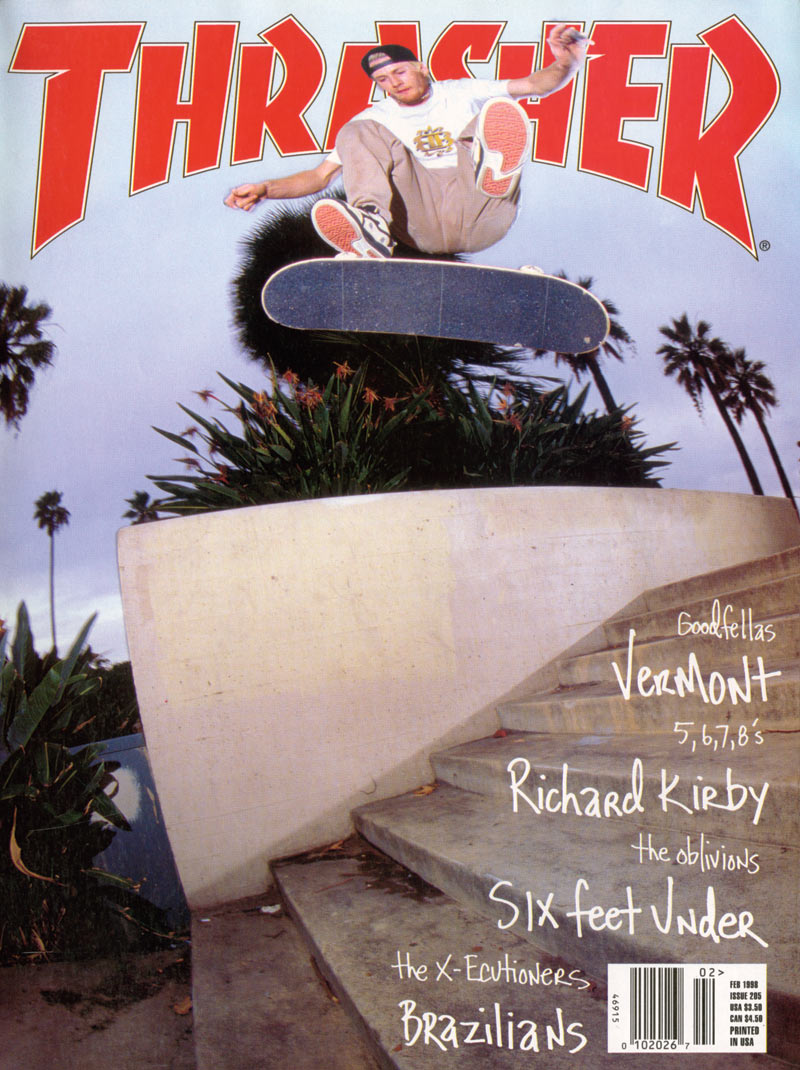 THRASHER
®
Goodfellas
Vermont
5,6,7,8's
Richard Kirby
the oblivions
Six feet Under
the X-Ecutioners
Brazilians
46915
02>
0 102026 7
FEB 1998
ISSUE 205
USA $3.50
CAN $4.50
PRINTED
IN USA